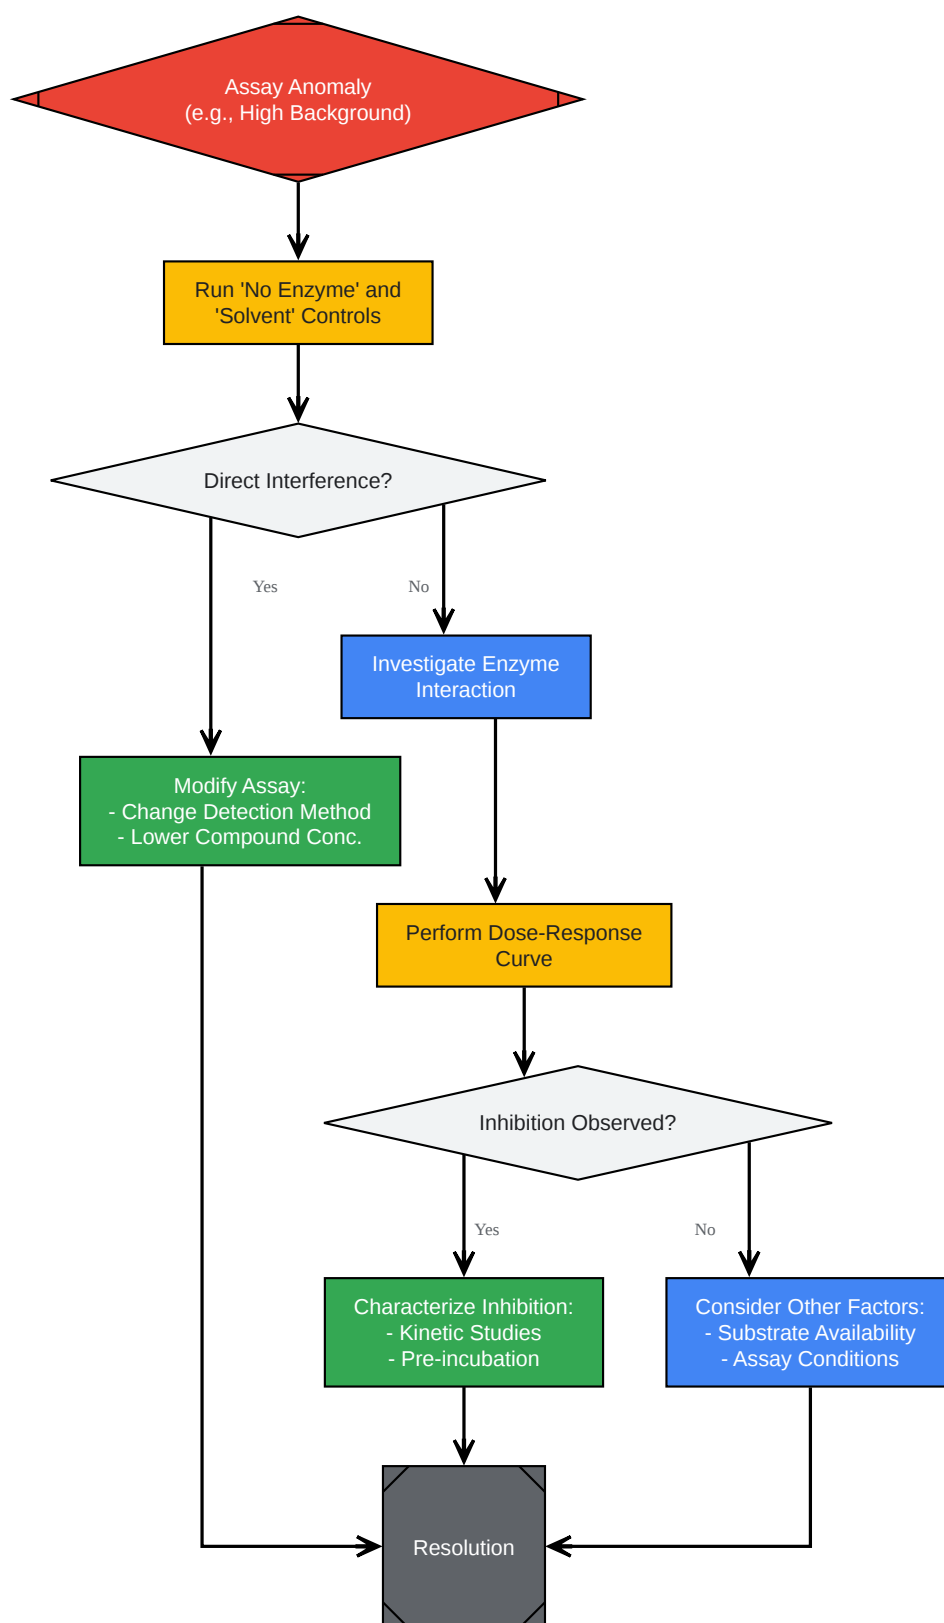 Assay Anomaly
(e.g., High Background)
Run 'No Enzyme' and
'Solvent' Controls
Direct Interference?
Yes
No
Investigate Enzyme
Interaction
Modify Assay:
- Change Detection Method
- Lower Compound Conc.
Perform Dose-Response
Curve
Inhibition Observed?
Yes
No
Characterize Inhibition:
- Kinetic Studies
- Pre-incubation
Consider Other Factors:
- Substrate Availability
- Assay Conditions
Resolution